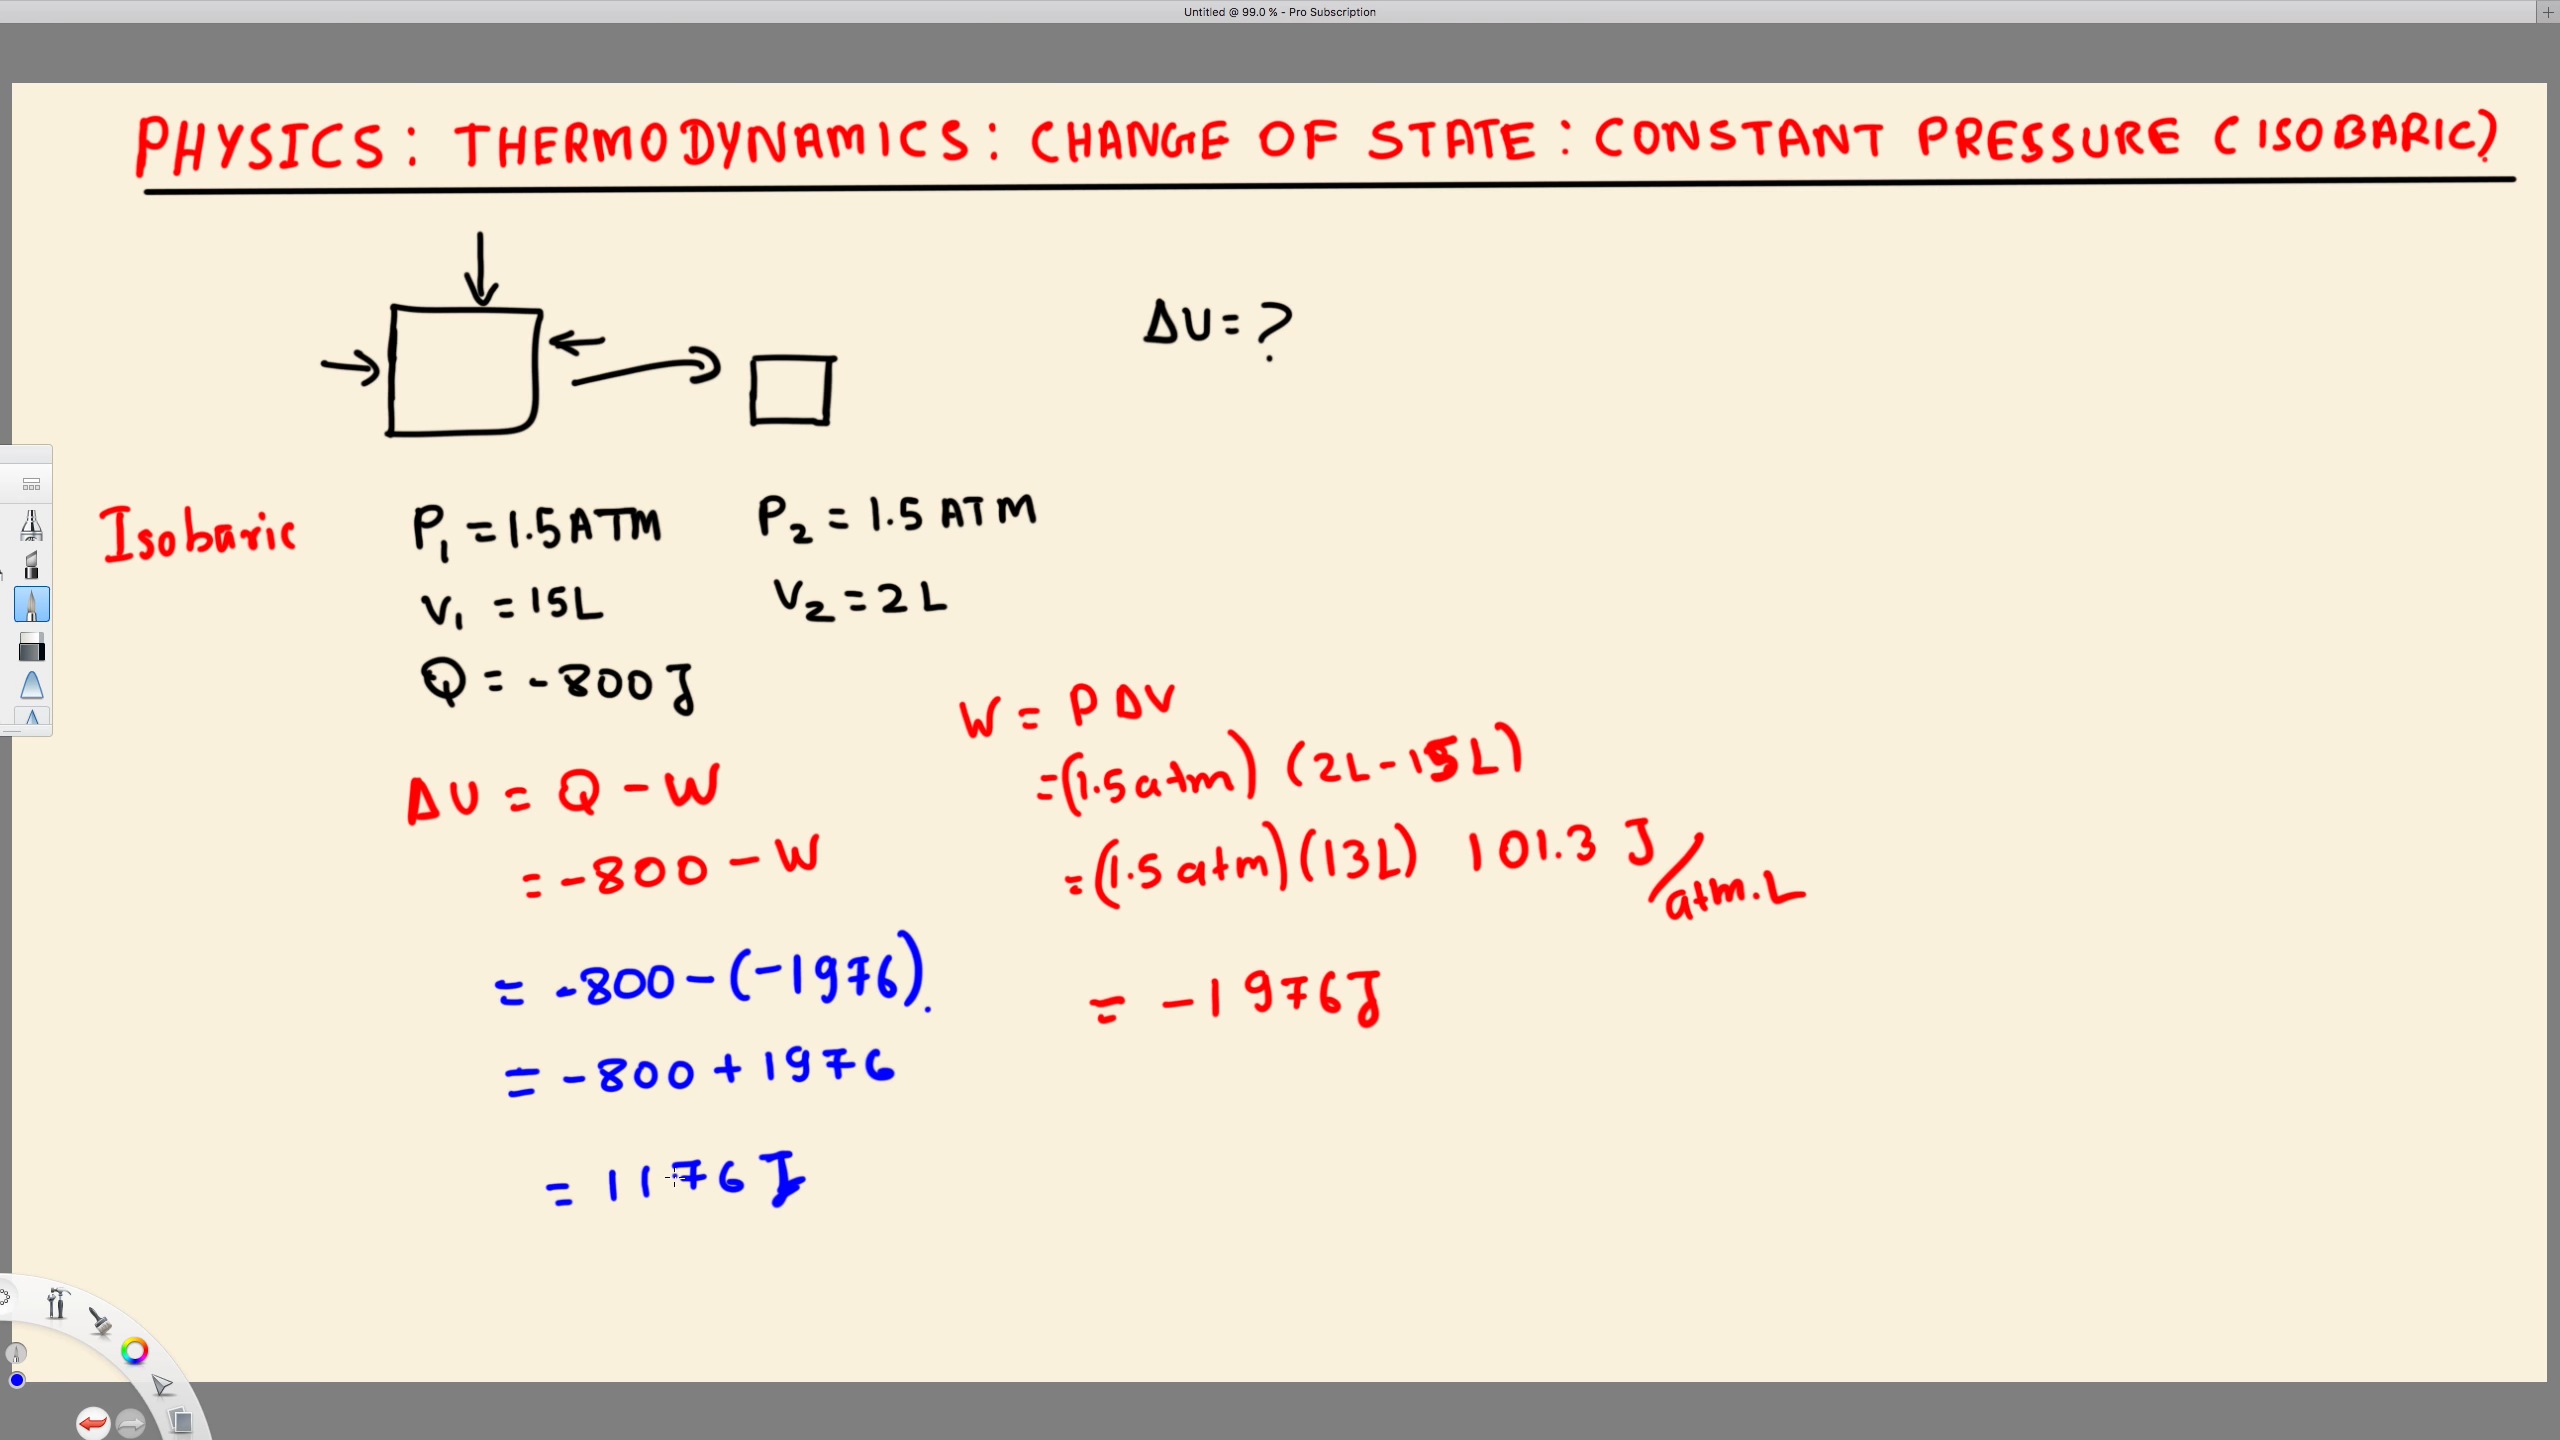 Untitled @ 99.0 % - Pro Subscription
PHYSICS: THERMODYNAMICS: CHANGE OF STATE: CONSTANT PRESSURE (ISOBARIC)
ΔU = ?
Isobaric
P₁ = 1.5 ATM P₂ = 1.5 ATM
V₁ = 15L V₂ = 2 L
Q = -800 J
ΔU = Q - W
= -800 - W
= -800 - (-1976).
= -800 + 1976
= 1176 J
W = P ΔV
= (1.5 atm) (2L - 15L)
= (1.5 atm) (13L) 101.3 J/atm.L
= -1976 J